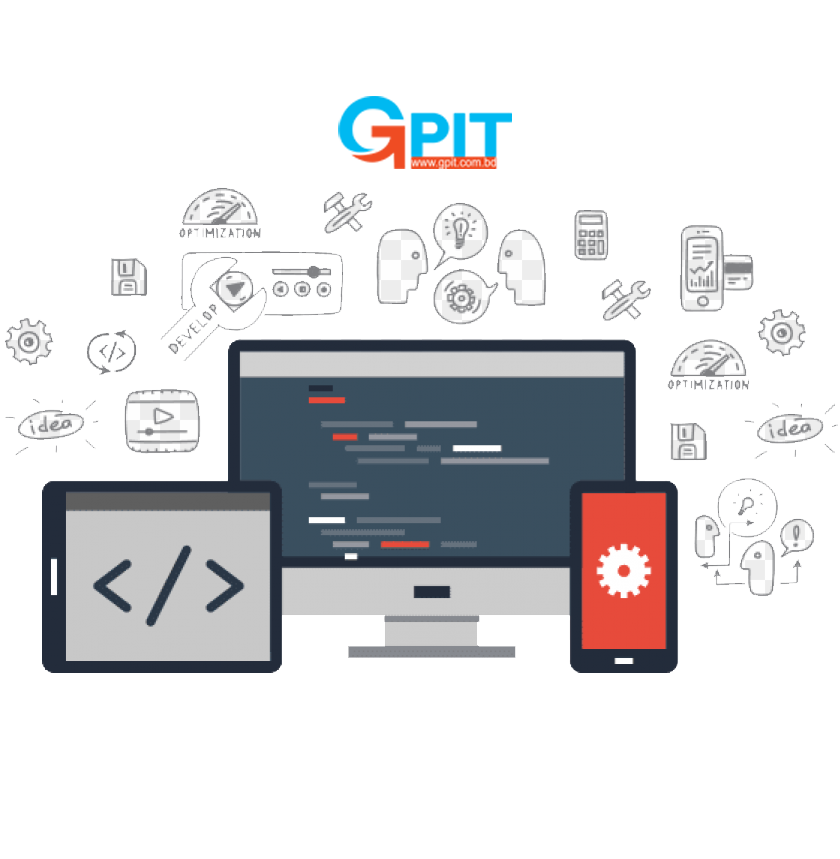 GPIT
www.gpit.com.bd
OPTIMIZATION
DEVELOP
</>
OPTIMIZATION
idea
idea
</>